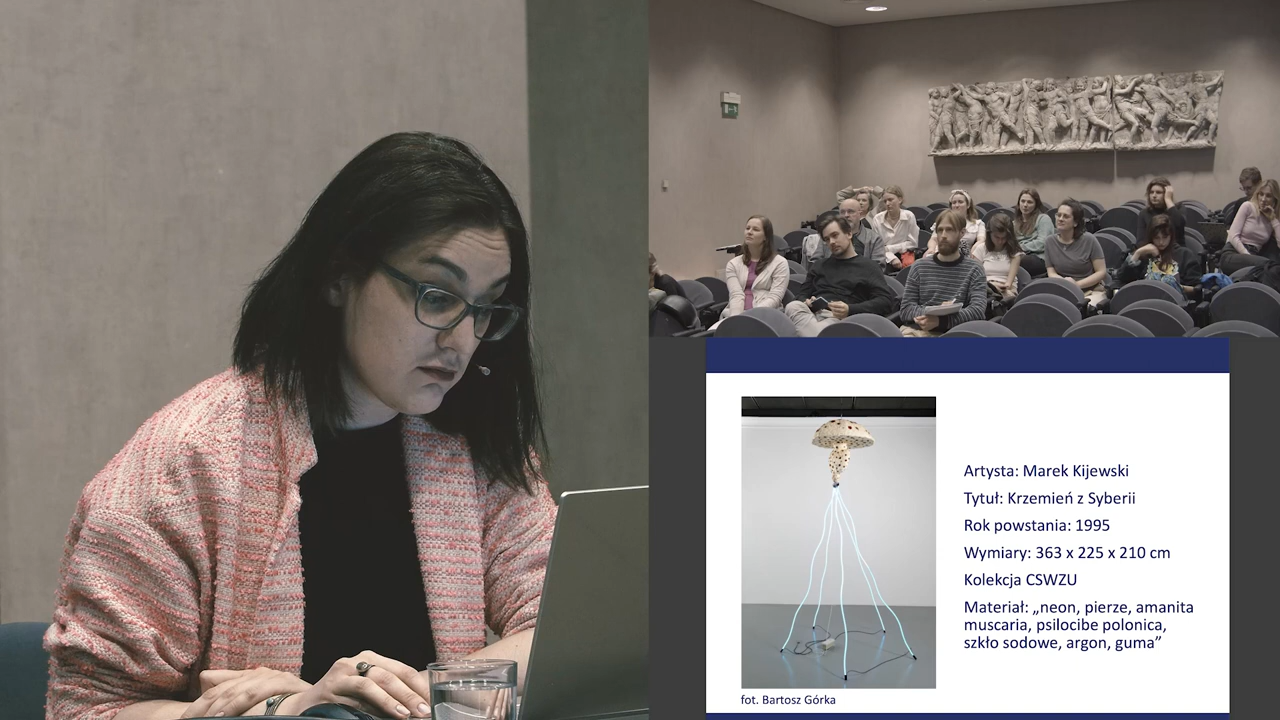 Artysta: Marek Kijewski
Tytuł: Krzemień z Syberii
Rok powstania: 1995
Wymiary: 363 x 225 x 210 cm
Kolekcja CSWZU
Materiał: „neon, pierze, amanita
muscaria, psilocibe polonica,
szkło sodowe, argon, guma”
fot. Bartosz Górka